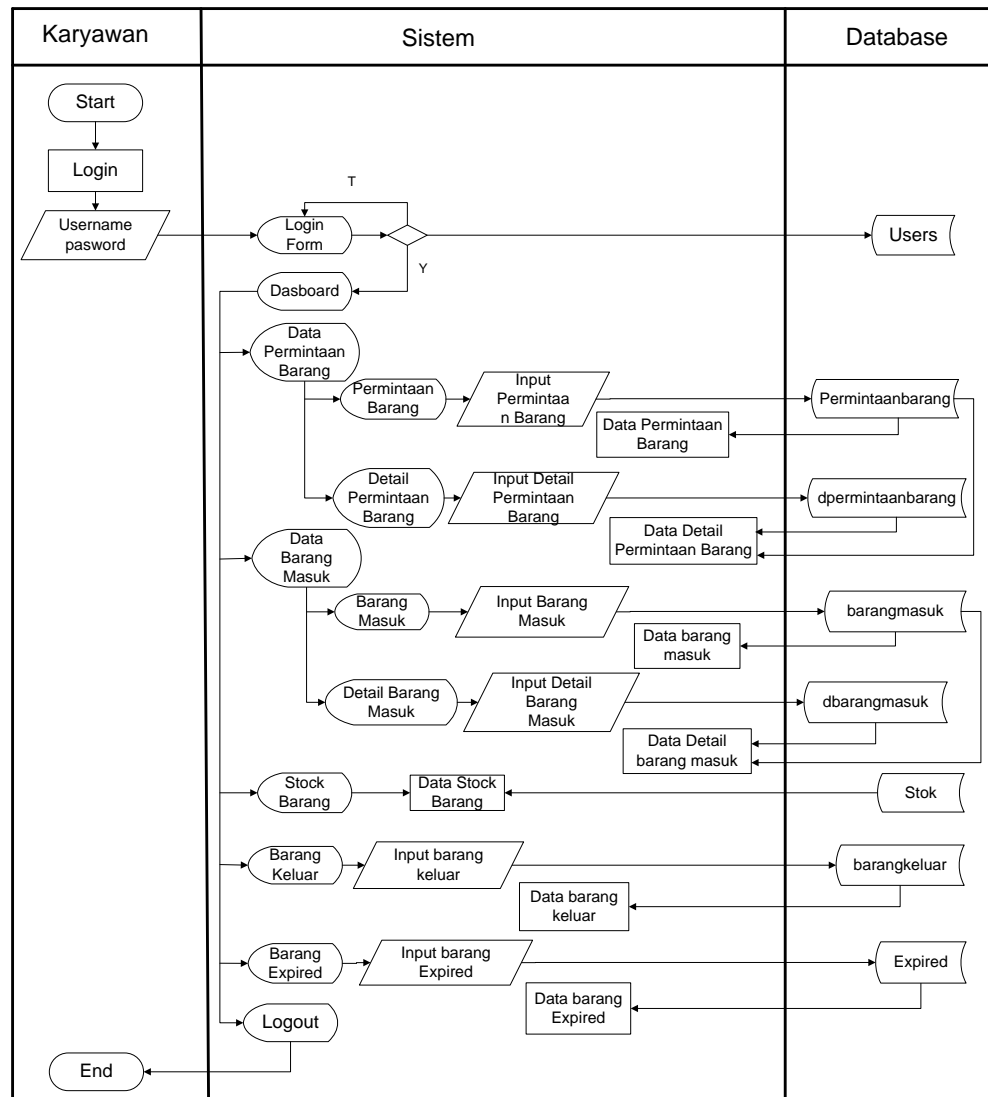 Karyawan
Sistem
Database
Start
Login
Username
pasword
T
Login
Form
Y
Users
Dasboard
Data
Permintaan
Barang
Permintaan
Barang
Input
Permintaa
n Barang
Permintaanbarang
Data Permintaan
Barang
Detail
Permintaan
Barang
Input Detail
Permintaan
Barang
dpermintaanbarang
Data Detail
Permintaan Barang
Data
Barang
Masuk
Barang
Masuk
Input Barang
Masuk
barangmasuk
Data barang
masuk
Detail Barang
Masuk
Input Detail
Barang
Masuk
dbarangmasuk
Data Detail
barang masuk
Stock
Barang
Data Stock
Barang
Stok
Barang
Keluar
Input barang
keluar
barangkeluar
Data barang
keluar
Barang
Expired
Input barang
Expired
Expired
Data barang
Expired
Logout
End